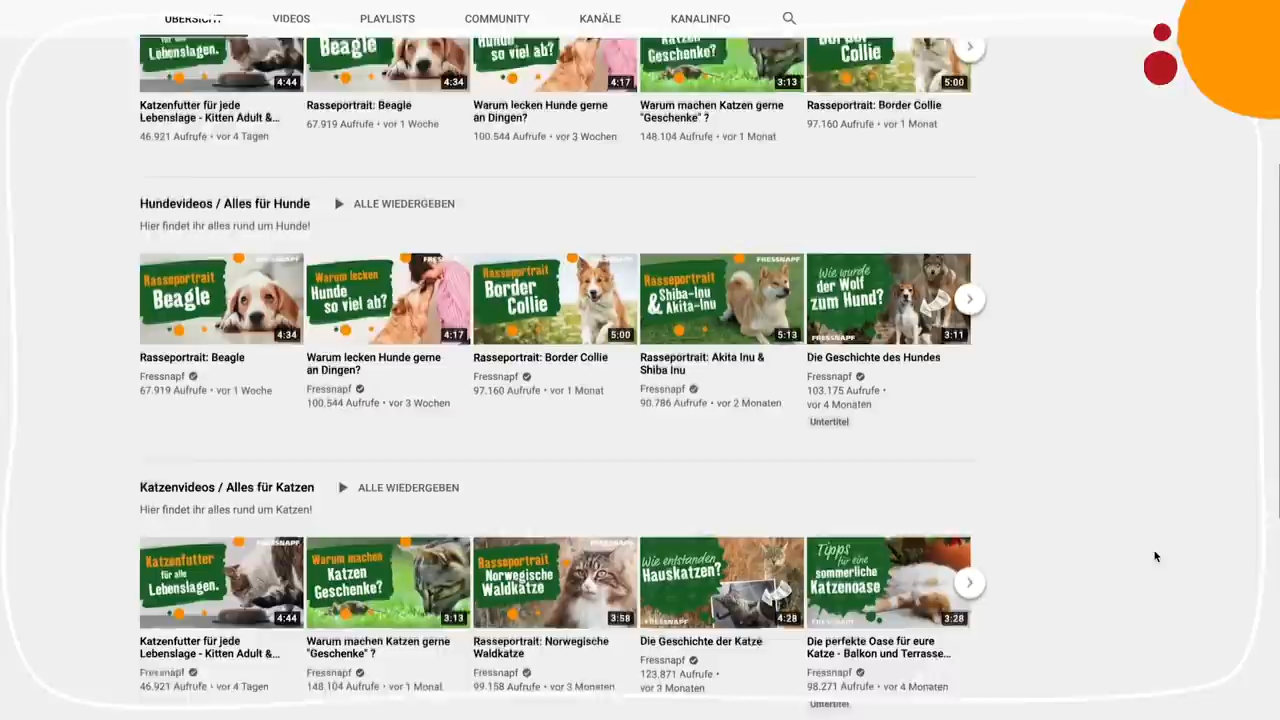 ÜBERSICHT VIDEOS PLAYLISTS COMMUNITY KANÄLE KANALINFO
Lebenslagen.
4:44
Beagle
4:34
Hunde
so viel ab?
4:17
Katzen
Geschenke?
3:13
Border
Collie
5:00
Katzenfutter für jede
Lebenslage - Kitten Adult &...
46.921 Aufrufe • vor 4 Tagen
Rasseportrait: Beagle
67.919 Aufrufe • vor 1 Woche
Warum lecken Hunde gerne
an Dingen?
100.544 Aufrufe • vor 3 Wochen
Warum machen Katzen gerne
"Geschenke" ?
148.104 Aufrufe • vor 1 Monat
Rasseportrait: Border Collie
97.160 Aufrufe • vor 1 Monat
Hundevideos / Alles für Hunde ALLE WIEDERGEBEN
Hier findet ihr alles rund um Hunde!
Rasseportrait
Beagle
FRESSNAPF
4:34
Warum lecken
Hunde
so viel ab?
4:17
Rasseportrait
Border
Collie
5:00
Rasseportrait
& Shiba-Inu
Akita-Inu
FRESSNAPF
5:13
Wie wurde
der Wolf
zum Hund?
FRESSNAPF
3:11
Rasseportrait: Beagle
Fressnapf
67.919 Aufrufe • vor 1 Woche
Warum lecken Hunde gerne
an Dingen?
Fressnapf
100.544 Aufrufe • vor 3 Wochen
Rasseportrait: Border Collie
Fressnapf
97.160 Aufrufe • vor 1 Monat
Rasseportrait: Akita Inu &
Shiba Inu
Fressnapf
90.786 Aufrufe • vor 2 Monaten
Die Geschichte des Hundes
Fressnapf
103.175 Aufrufe •
vor 4 Monaten
Untertitel
Katzenvideos / Alles für Katzen ALLE WIEDERGEBEN
Hier findet ihr alles rund um Katzen!
Katzenfutter
für alle
Lebenslagen.
FRESSNAPF
4:44
Warum machen
Katzen
Geschenke?
3:13
Rasseportrait
Norwegische
Waldkatze
FRESSNAPF
3:58
Wie entstanden
Hauskatzen?
4:28
Tipps
für eine
sommerliche
Katzenoase
FRESSNAPF
3:28
Katzenfutter für jede
Lebenslage - Kitten Adult &...
Fressnapf
46.921 Aufrufe • vor 4 Tagen
Warum machen Katzen gerne
"Geschenke" ?
Fressnapf
148.104 Aufrufe • vor 1 Monat
Rasseportrait: Norwegische
Waldkatze
Fressnapf
99.158 Aufrufe • vor 3 Monaten
Die Geschichte der Katze
Fressnapf
123.871 Aufrufe •
vor 3 Monaten
Die perfekte Oase für eure
Katze - Balkon und Terrasse...
Fressnapf
98.271 Aufrufe • vor 4 Monaten
Untertitel